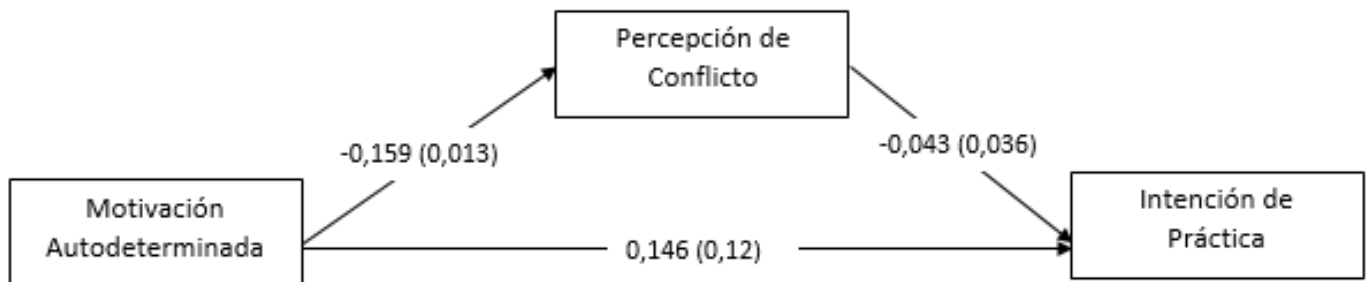 Percepción de
Conflicto
-0,159 (0,013)
-0,043 (0,036)
Motivación
Autodeterminada
0,146 (0,12)
Intención de
Práctica